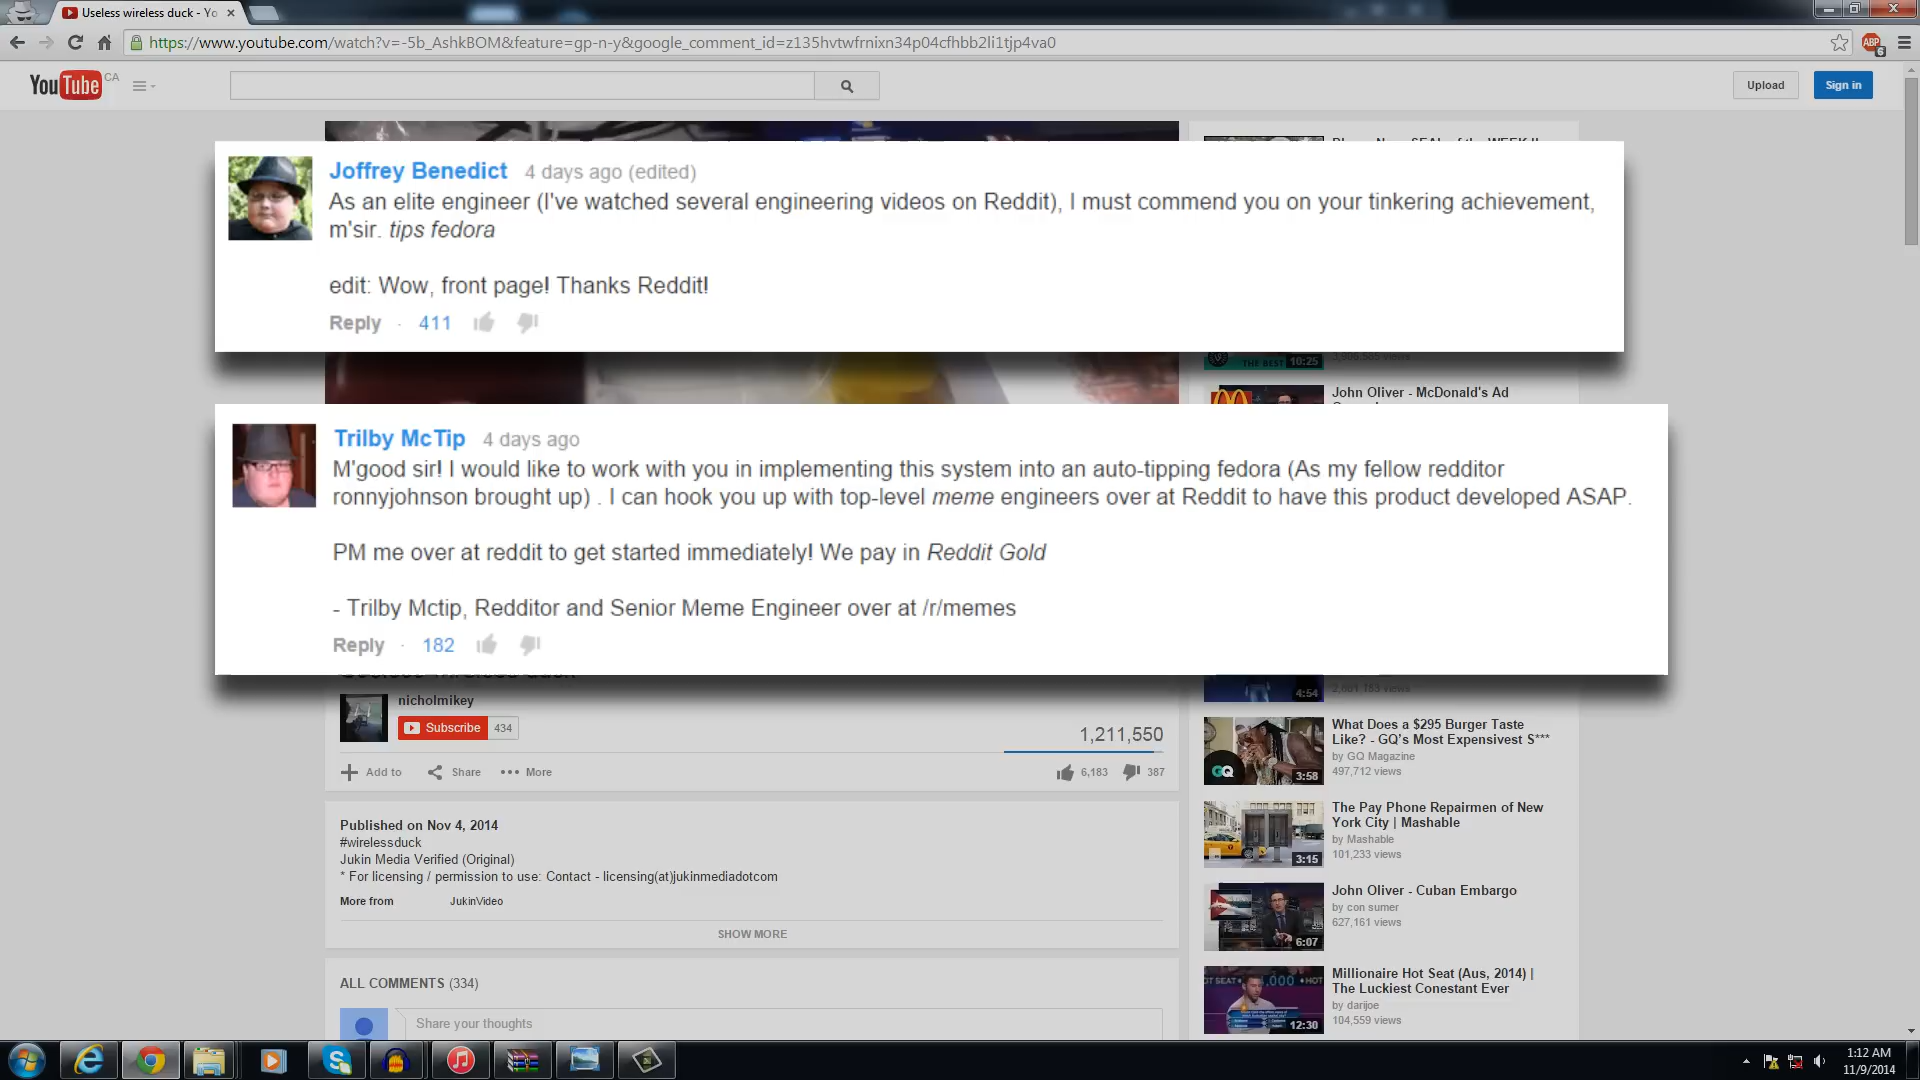 Useless wireless duck - Yo
https://www.youtube.com/watch?v=-5b_AshkBOM&feature=gp-n-y&google_comment_id=z135hvtwfrnixn34p04cfhbb2li1tjp4va0
ABP
6
YouTube CA
Upload
Sign in
Joffrey Benedict 4 days ago (edited)
As an elite engineer (I've watched several engineering videos on Reddit), I must commend you on your tinkering achievement,
m'sir. tips fedora
edit: Wow, front page! Thanks Reddit!
Reply · 411
THE BEST 10:25
John Oliver - McDonald's Ad
Trilby McTip 4 days ago
M'good sir! I would like to work with you in implementing this system into an auto-tipping fedora (As my fellow redditor
ronnyjohnson brought up) . I can hook you up with top-level meme engineers over at Reddit to have this product developed ASAP.
PM me over at reddit to get started immediately! We pay in Reddit Gold
- Trilby Mctip, Redditor and Senior Meme Engineer over at /r/memes
Reply · 182
4:54
nicholmikey
Subscribe 434
1,211,550
Add to Share More
6,183 387
Published on Nov 4, 2014
#wirelessduck
Jukin Media Verified (Original)
* For licensing / permission to use: Contact - licensing(at)jukinmediadotcom
More from JukinVideo
SHOW MORE
ALL COMMENTS (334)
Share your thoughts
What Does a $295 Burger Taste
Like? - GQ's Most Expensivest S***
by GQ Magazine
497,712 views
GQ
3:58
The Pay Phone Repairmen of New
York City | Mashable
by Mashable
101,233 views
3:15
John Oliver - Cuban Embargo
by con sumer
627,161 views
6:07
Millionaire Hot Seat (Aus, 2014) |
The Luckiest Conestant Ever
by darijoe
104,559 views
12:30
1:12 AM
11/9/2014